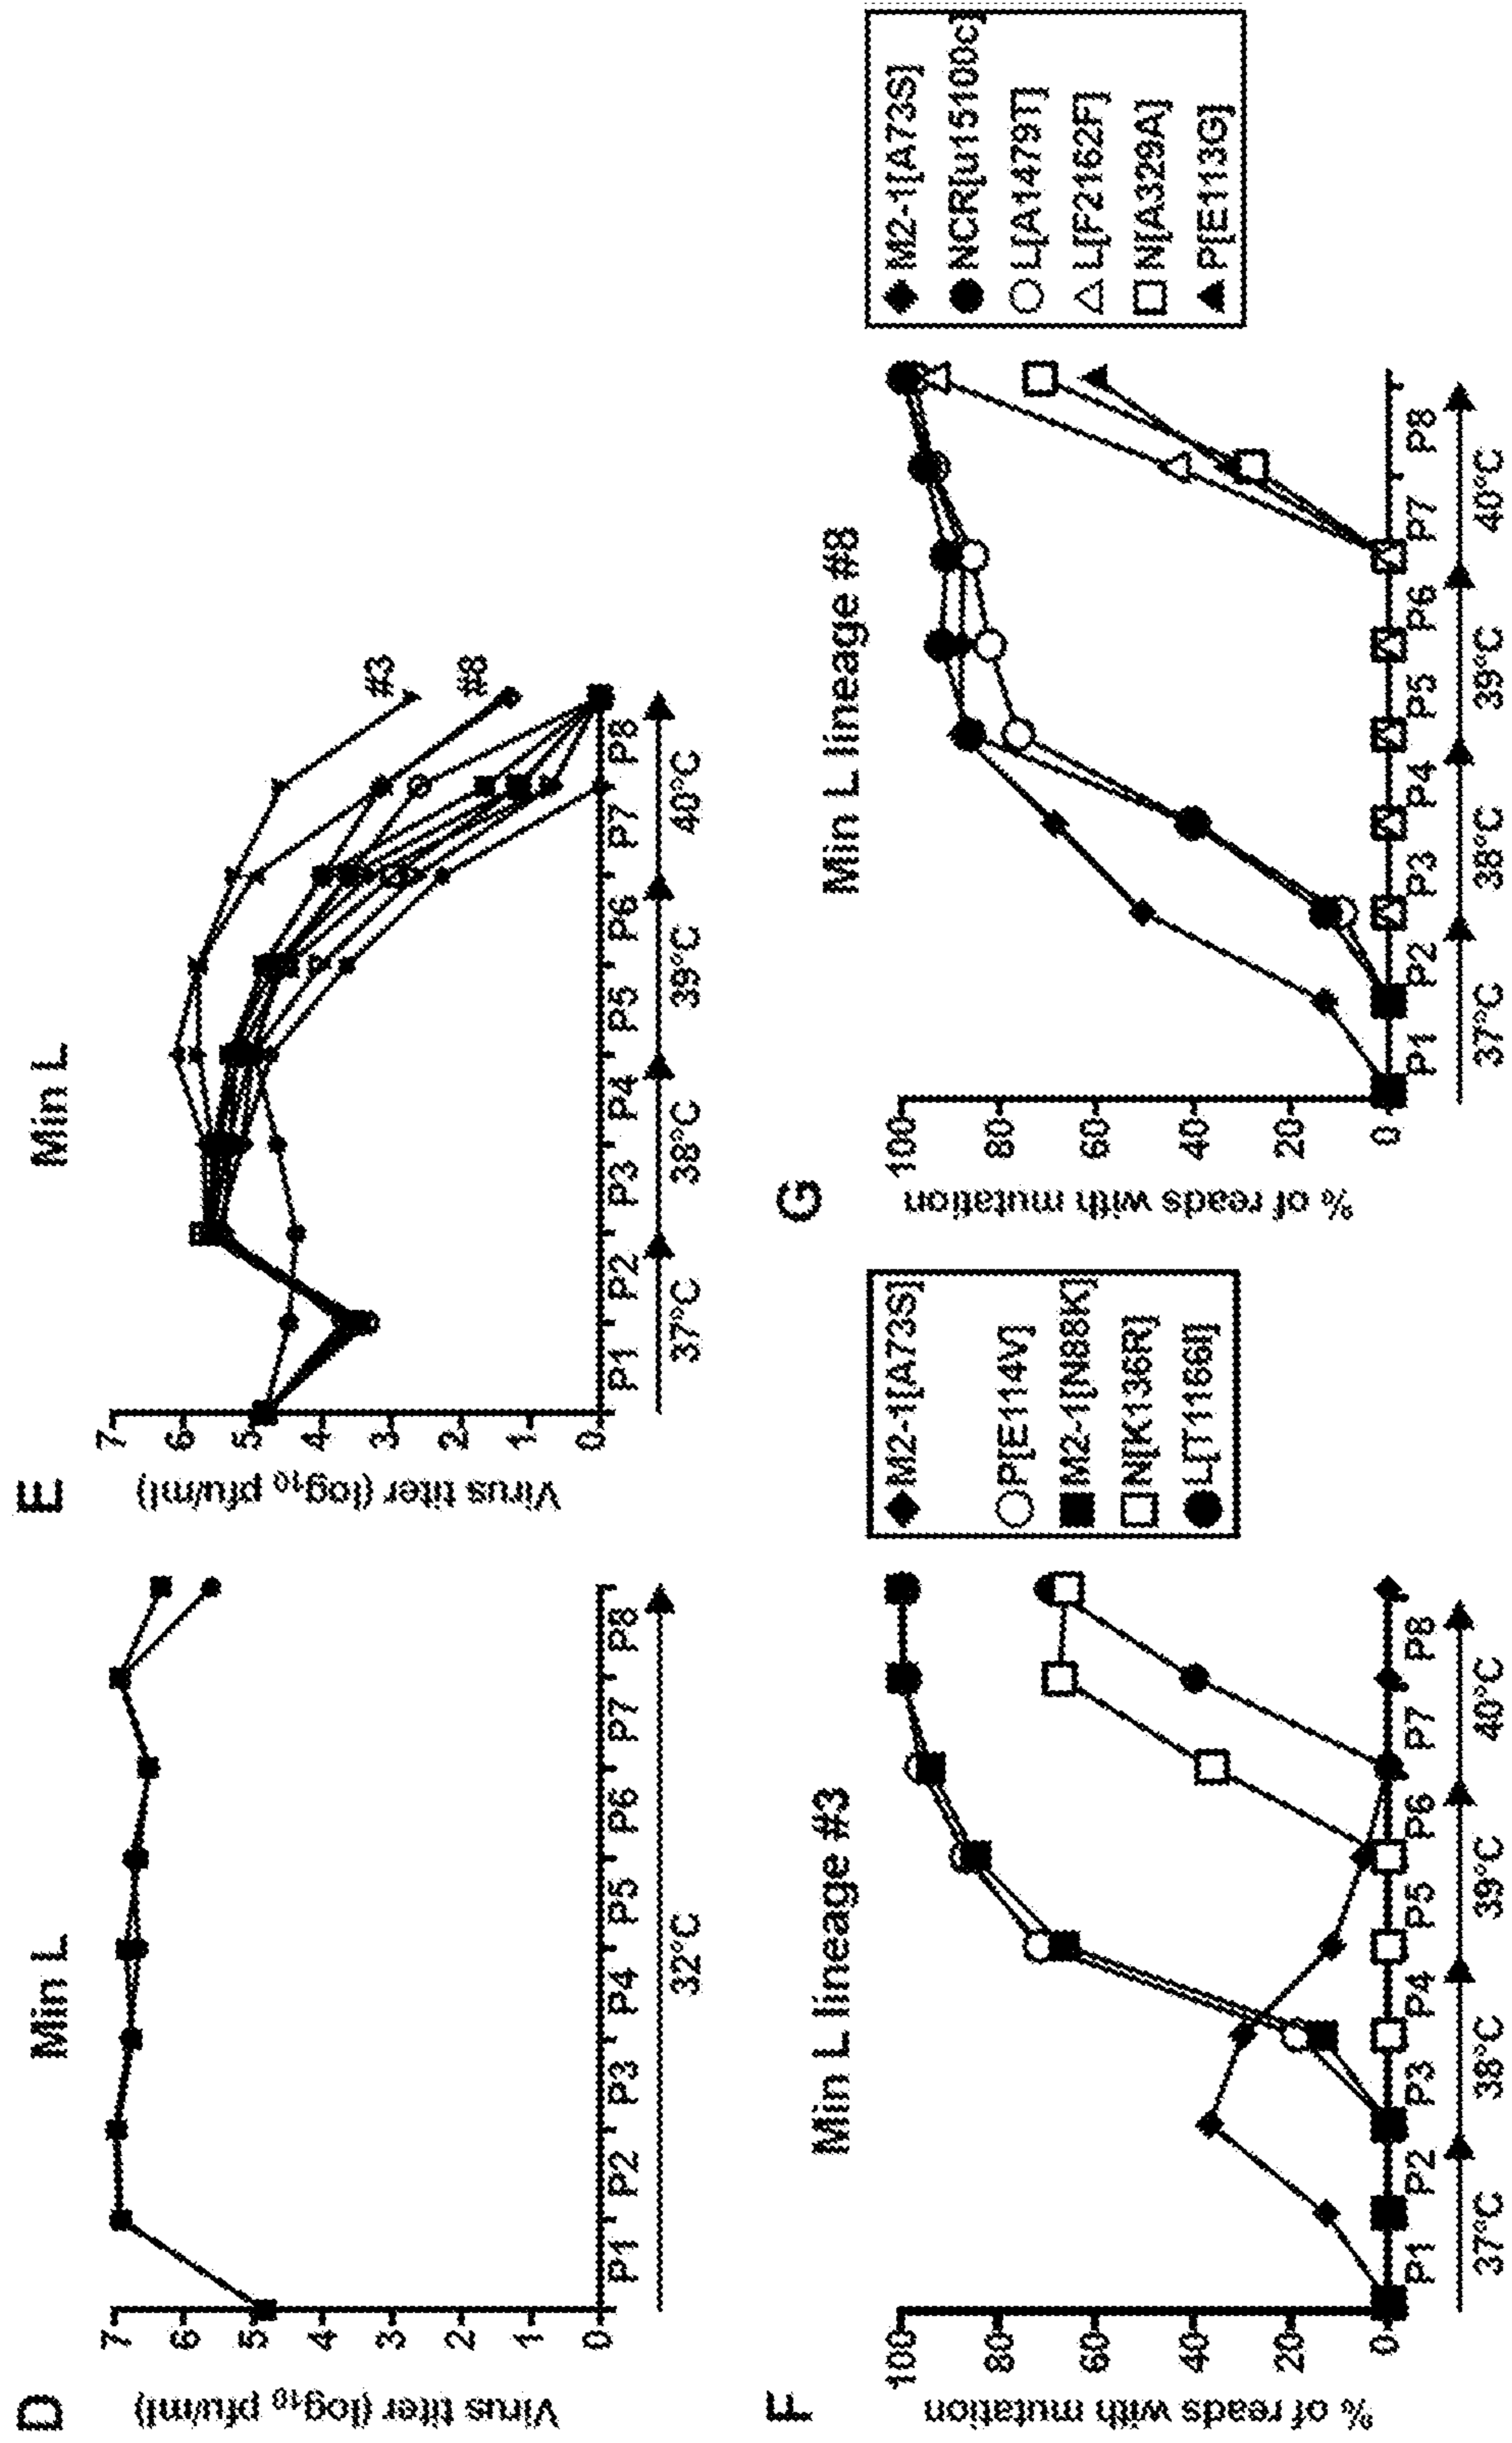 D
Min L
Virus titer (log10 pfu/ml)
7
6
5
4
3
2
1
0
P1 P2 P3 P4 P5 P6 P7 P8
32°C
E
Min L
Virus titer (log10 pfu/ml)
7
6
5
4
3
2
1
0
#3
#8
P1 P2 P3 P4 P5 P6 P7 P8
37°C 38°C 39°C 40°C
F
Min L lineage #3
% of reads with mutation
100
80
60
40
20
0
P1 P2 P3 P4 P5 P6 P7 P8
37°C 38°C 39°C 40°C
M2-1[A73S]
P[E114V]
M2-1[N88K]
N[K136R]
L[T1166I]
G
Min L lineage #8
% of reads with mutation
100
80
60
40
20
0
P1 P2 P3 P4 P5 P6 P7 P8
37°C 38°C 39°C 40°C
M2-1[A73S]
NCR[u15100c]
L[A1479T]
L[F2162F]
N[A329A]
P[E113G]